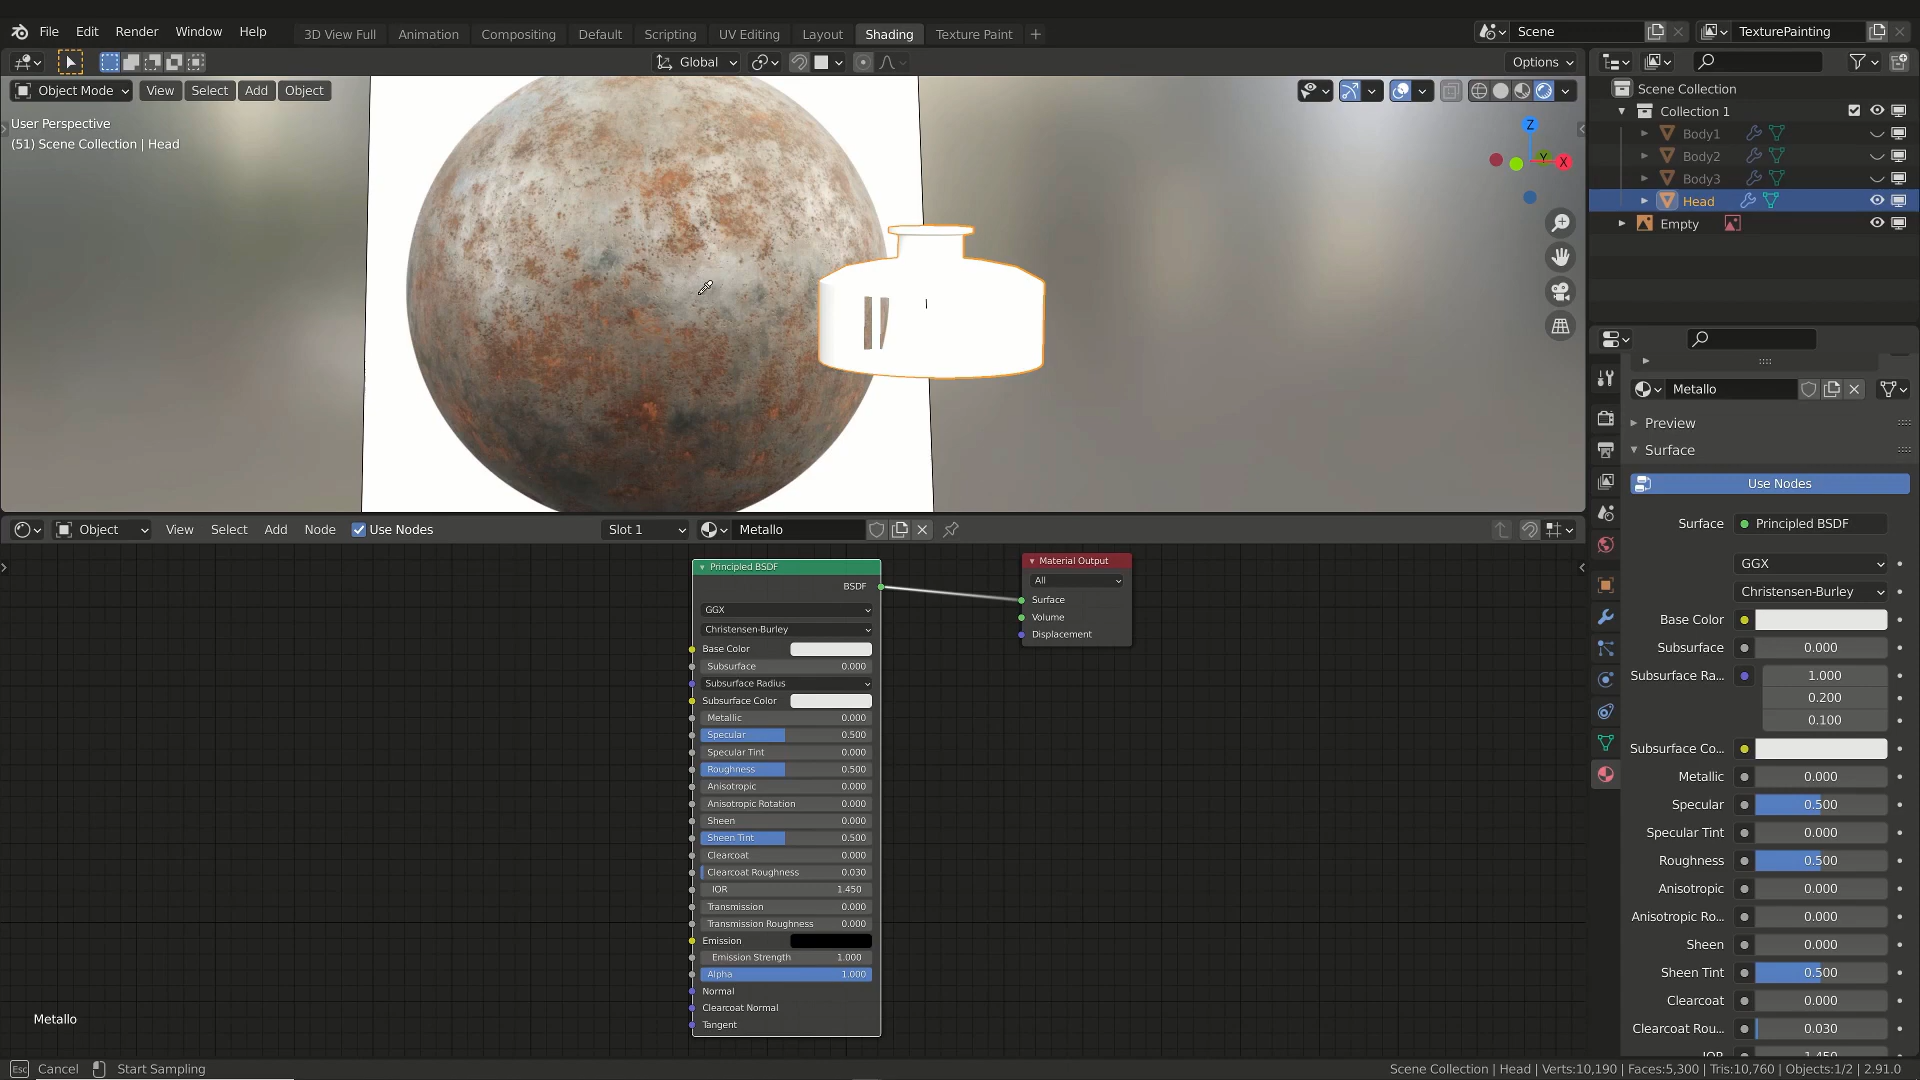 File Edit Render Window Help 3D View Full Animation Compositing Default Scripting UV Editing Layout Shading Texture Paint + Scene TexturePainting
Global Options
Object Mode View Select Add Object
User Perspective
(51) Scene Collection | Head
Z
Y
X
Scene Collection
Collection 1
Body1
Body2
Body3
Head
Empty
Metallo
Preview
Surface
Use Nodes
Surface Principled BSDF
GGX
Christensen-Burley
Base Color
Subsurface 0.000
Subsurface Ra... 1.000
0.200
0.100
Subsurface Co...
Metallic 0.000
Specular 0.500
Specular Tint 0.000
Roughness 0.500
Anisotropic 0.000
Anisotropic Ro... 0.000
Sheen 0.000
Sheen Tint 0.500
Clearcoat 0.000
Clearcoat Rou... 0.030
Object View Select Add Node Use Nodes Slot 1 Metallo
Principled BSDF
BSDF
GGX
Christensen-Burley
Base Color
Subsurface 0.000
Subsurface Radius
Subsurface Color
Metallic 0.000
Specular 0.500
Specular Tint 0.000
Roughness 0.500
Anisotropic 0.000
Anisotropic Rotation 0.000
Sheen 0.000
Sheen Tint 0.500
Clearcoat 0.000
Clearcoat Roughness 0.030
IOR 1.450
Transmission 0.000
Transmission Roughness 0.000
Emission
Emission Strength 1.000
Alpha 1.000
Normal
Clearcoat Normal
Tangent
Material Output
All
Surface
Volume
Displacement
Metallo
Esc Cancel Start Sampling
Scene Collection | Head | Verts:10,190 | Faces:5,300 | Tris:10,760 | Objects:1/2 | 2.91.0